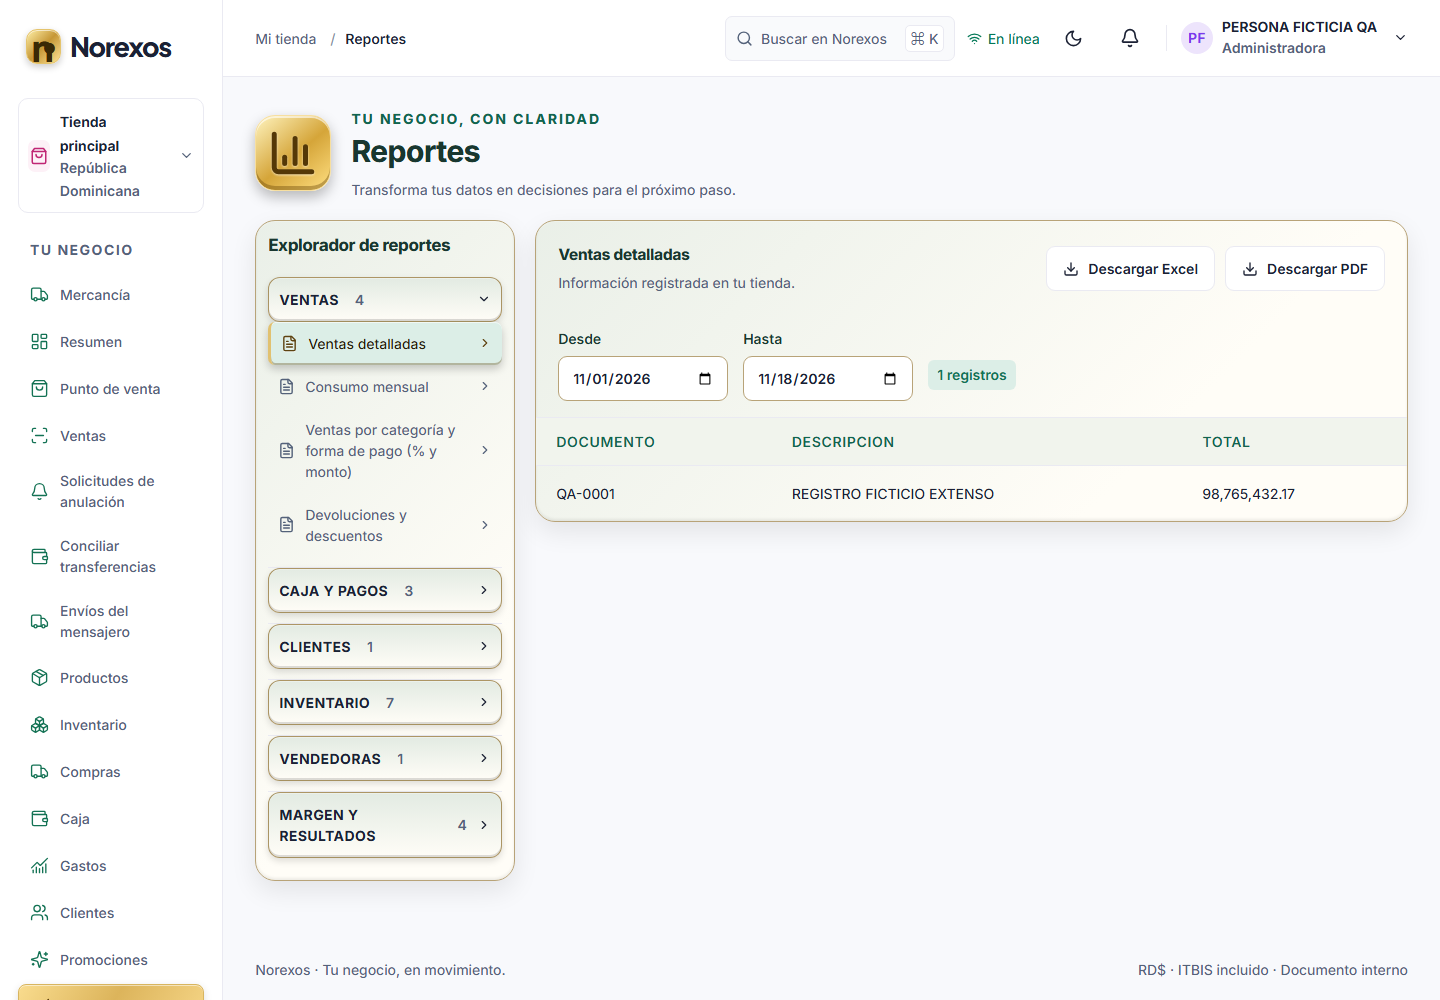 Norexos
Tienda
principal
República
Dominicana
TU NEGOCIO
Mercancía
Resumen
Punto de venta
Ventas
Solicitudes de
anulación
Conciliar
transferencias
Envíos del
mensajero
Productos
Inventario
Compras
Caja
Gastos
Clientes
Promociones
Mi tienda / Reportes
Buscar en Norexos ⌘ K
En línea
PF
PERSONA FICTICIA QA
Administradora
TU NEGOCIO, CON CLARIDAD
Reportes
Transforma tus datos en decisiones para el próximo paso.
Explorador de reportes
VENTAS 4
Ventas detalladas
Consumo mensual
Ventas por categoría y
forma de pago (% y
monto)
Devoluciones y
descuentos
CAJA Y PAGOS 3
CLIENTES 1
INVENTARIO 7
VENDEDORAS 1
MARGEN Y
RESULTADOS 4
Ventas detalladas
Información registrada en tu tienda.
Descargar Excel
Descargar PDF
Desde
Hasta
11/01/2026
11/18/2026
1 registros
DOCUMENTO DESCRIPCION TOTAL
QA-0001 REGISTRO FICTICIO EXTENSO 98,765,432.17
Norexos · Tu negocio, en movimiento.
RD$ · ITBIS incluido · Documento interno